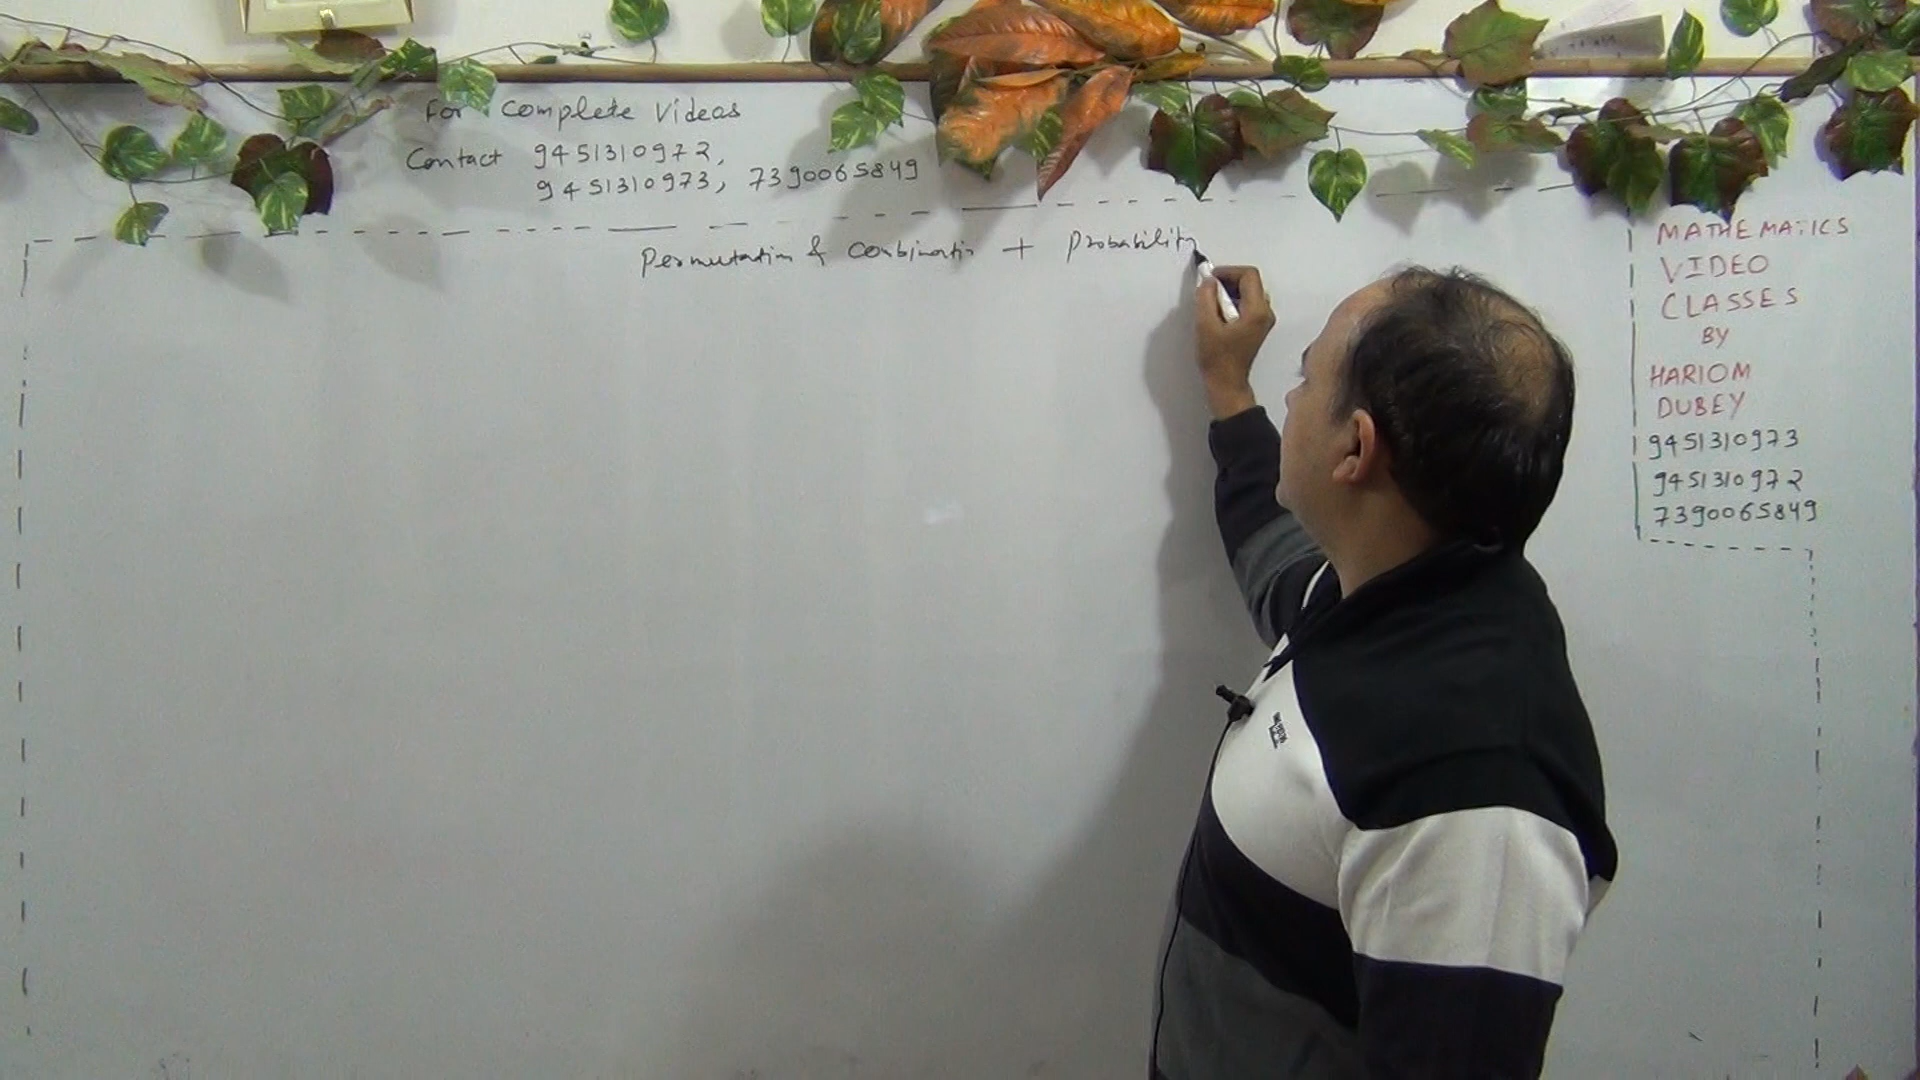 For Complete Videos
Contact 9451310972,
9451310973, 7390065849
Permutation & Combination + Probability
MATHEMATICS
VIDEO
CLASSES
BY
HARIOM
DUBEY
9451310973
9451310972
7390065849